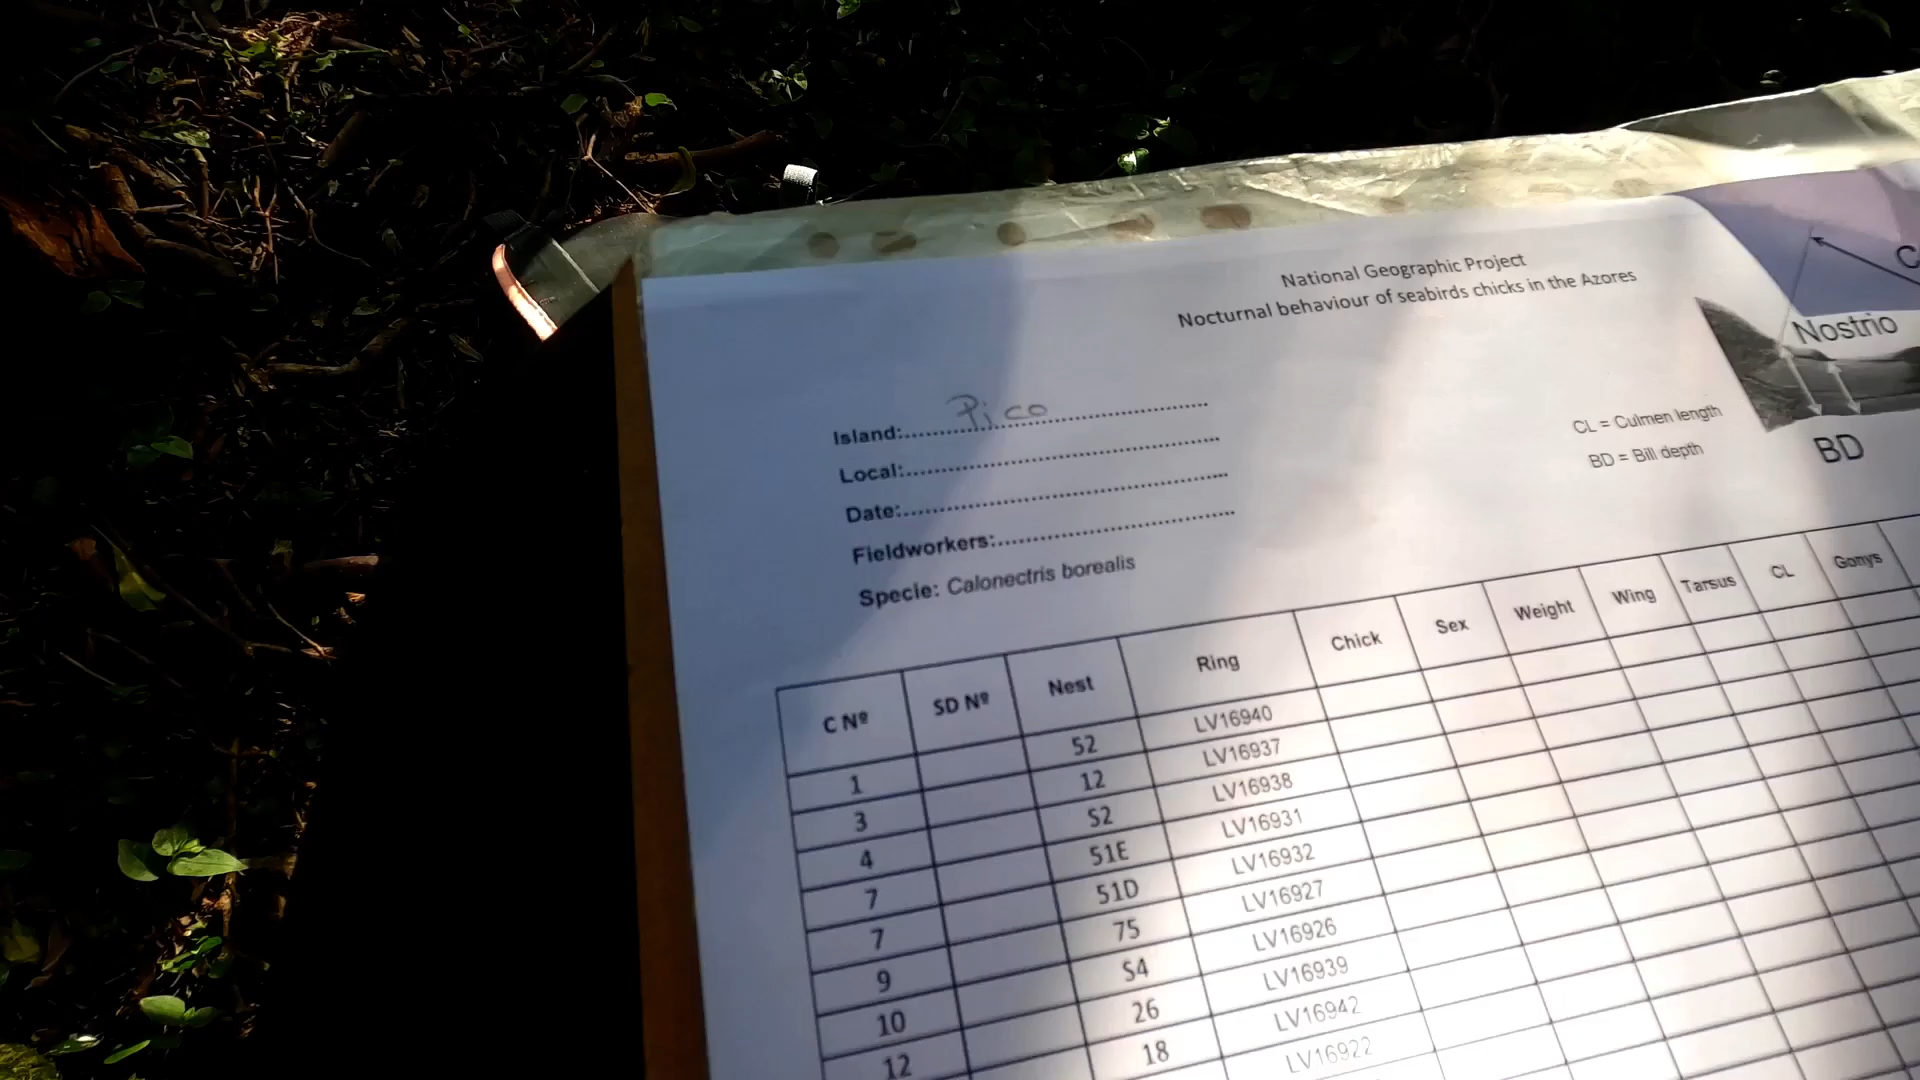 National Geographic Project
Nocturnal behaviour of seabirds chicks in the Azores
Nostrio
Island: Pico
Local:
Date:
Fieldworkers:
Specie: Calonectris borealis
CL = Culmen length
BD = Bill depth
BD
C Nº SD Nº Nest Ring Chick Sex Weight Wing Tarsus CL Gonys
1 52 LV16940
3 12 LV16937
4 S2 LV16938
7 51E LV16931
7 51D LV16932
9 75 LV16927
10 S4 LV16926
12 26 LV16939
18 LV16942
LV16922